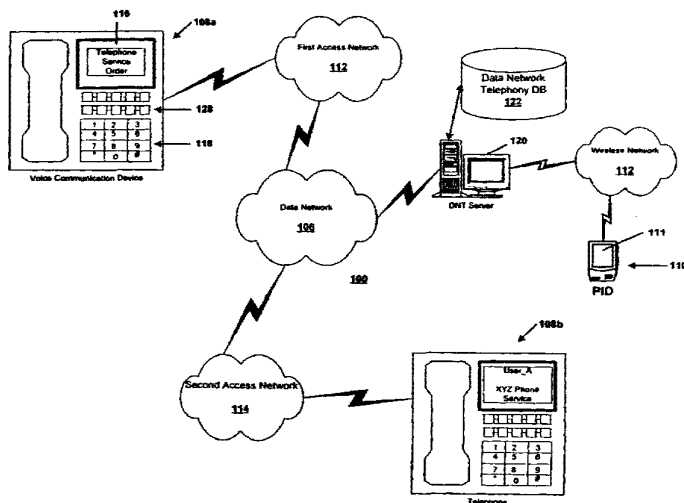 116
108a
Telephone
Service
Order
128
1 2 3
4 5 6
7 8 9
* 0 #
118
Voice Communication Device
First Access Network
112
Data Network
Telephony DB
122
120
DNT Server
Wireless Network
112
111
110
PID
Data Network
106
100
Second Access Network
114
108b
User_A
XYZ Phone
Service
1 2 3
4 5 6
7 8 9
* 0 #
Telephone